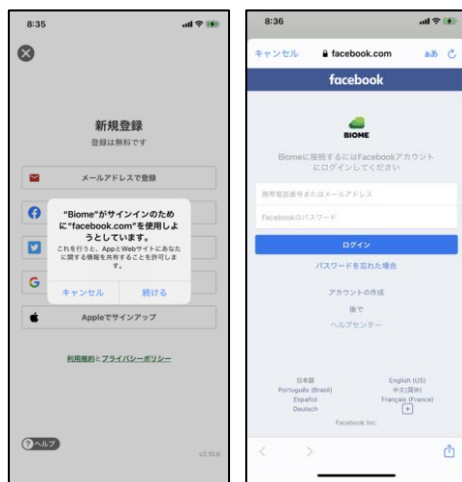 8:35
新規登録
登録は無料です
メールアドレスで登録
"Biome"がサインインのため
に"facebook.com"を使用しよ
うとしています。
これを行うと、AppとWebサイトにあなた
に関する情報を共有することを許可しま
す。
キャンセル
続ける
Appleでサインアップ
利用規約とプライバシーポリシー
?ヘルプ
v2.10.6
8:36
キャンセル
facebook.com
ぁあ
facebook
BIOME
Biomeに接続するにはFacebookアカウント
にログインしてください
携帯電話番号またはメールアドレス
Facebookのパスワード
ログイン
パスワードを忘れた場合
アカウントの作成
後で
ヘルプセンター
日本語 English (US)
Português (Brasil) 中文(简体)
Español Français (France)
Deutsch
Facebook Inc.